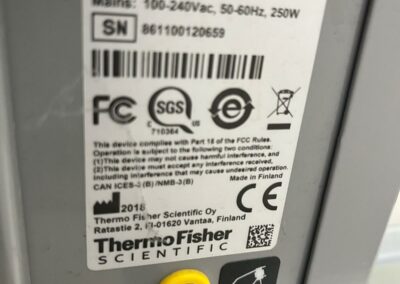 Mains: 100-240Vac, 50-60Hz, 250W
SN 861100120659
FC
SGS
C US
710364
e
This device complies with Part 18 of the FCC Rules.
Operation is subject to the following two conditions:
(1)This device may not cause harmful interference, and
(2)This device must accept any interference received,
including interference that may cause undesired operation.
CAN ICES-3(B)/NMB-3(B)
Made in Finland
2018
CE
Thermo Fisher Scientific Oy
Ratastie 2, FI-01620 Vantaa, Finland
ThermoFisher
SCIENTIFIC